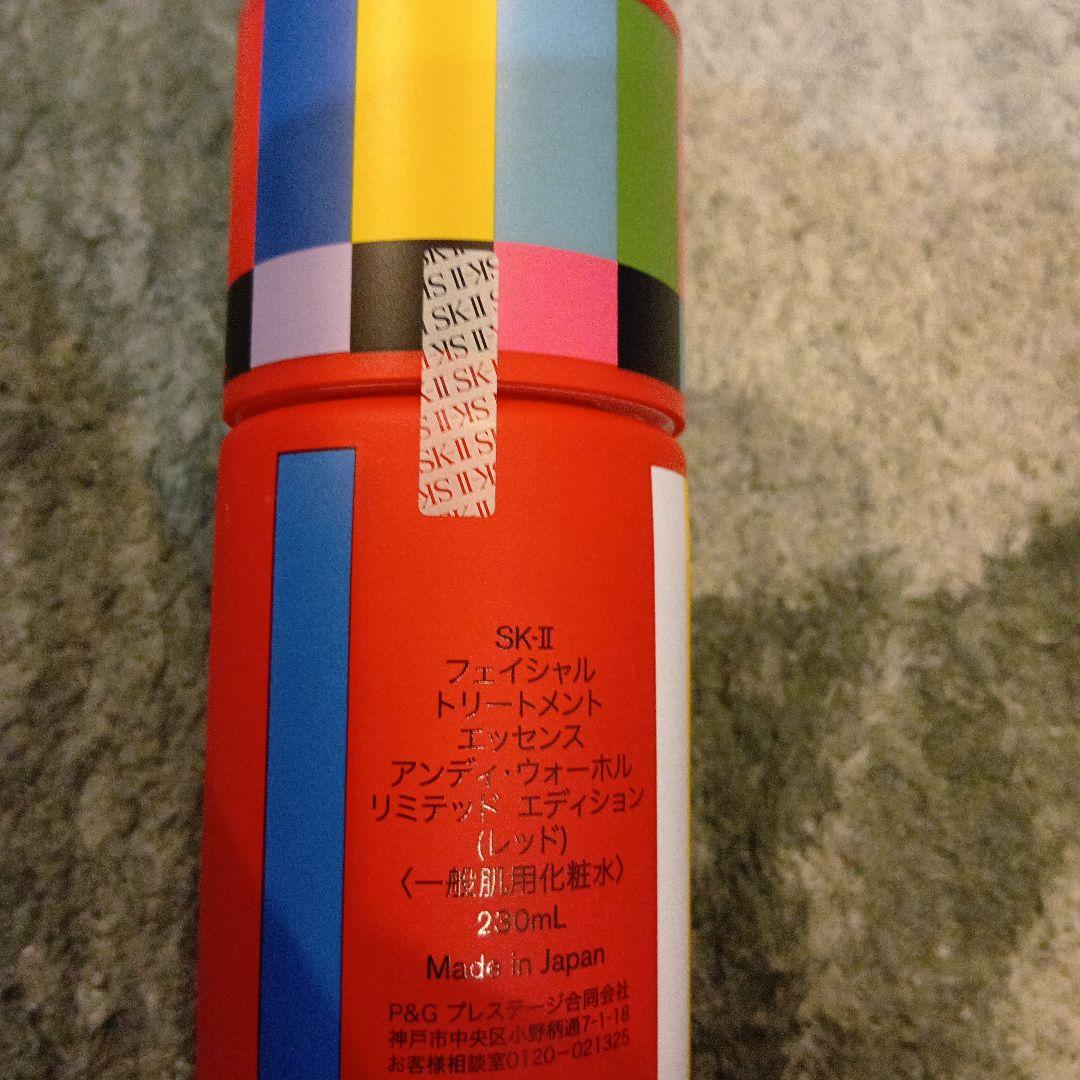 SK-II
フェイシャル
トリートメント
エッセンス
アンディ・ウォーホル
リミテッド エディション
(レッド)
〈一般肌用化粧水〉
230mL
Made in Japan
P&G プレステージ合同会社
神戸市中央区小野柄通7-1-18
お客様相談室0120-021325